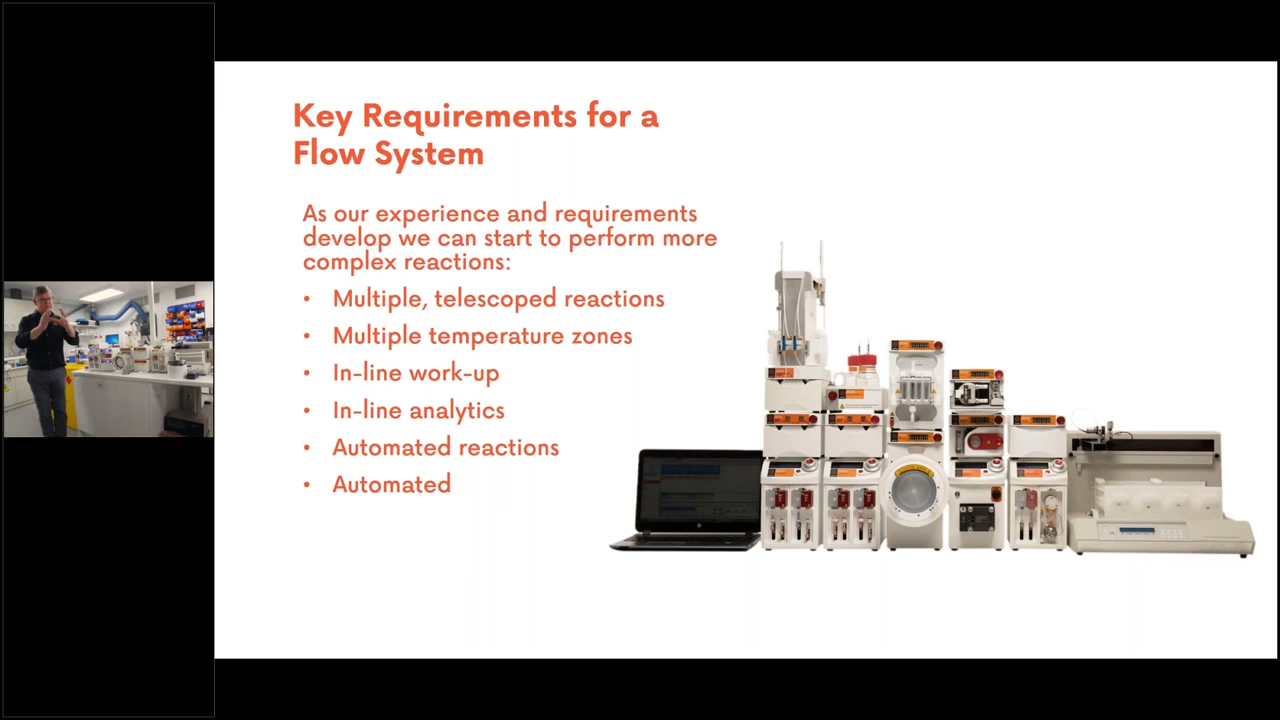 Key Requirements for a
Flow System
As our experience and requirements
develop we can start to perform more
complex reactions:
• Multiple, telescoped reactions
• Multiple temperature zones
• In-line work-up
• In-line analytics
• Automated reactions
• Automated